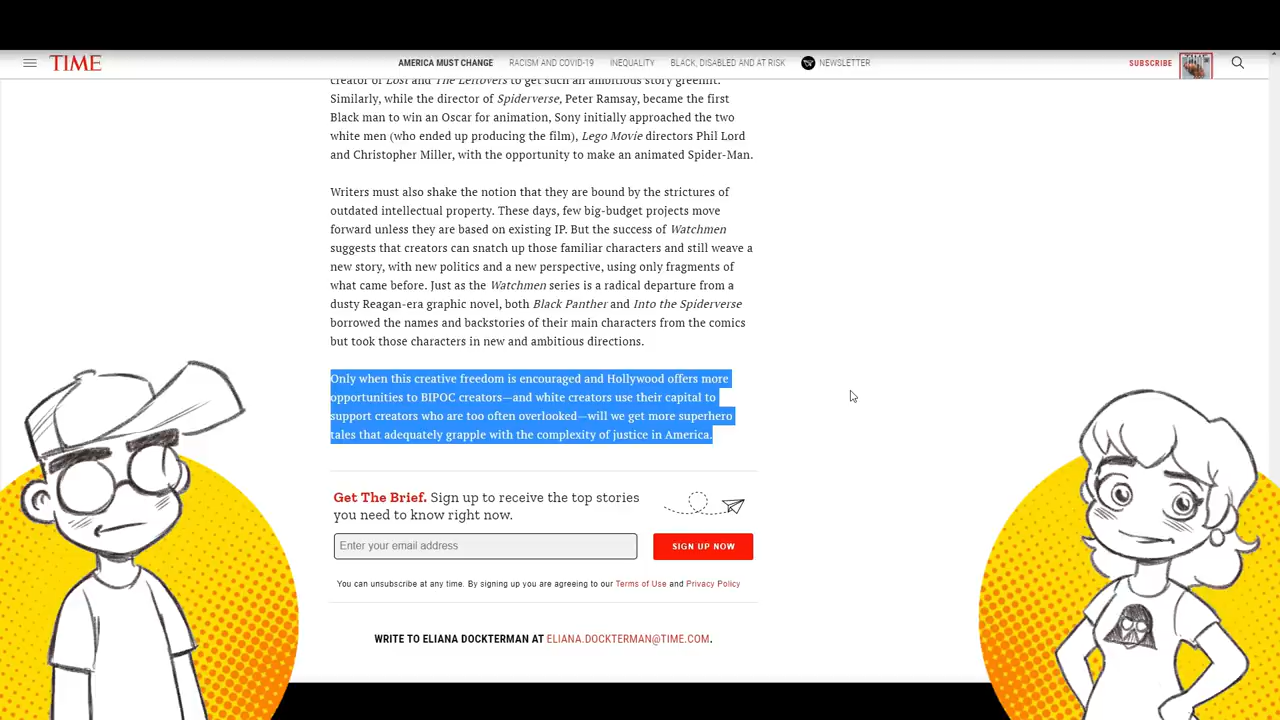 TIME
AMERICA MUST CHANGE
RACISM AND COVID-19
INEQUALITY
BLACK, DISABLED AND AT RISK
NEWSLETTER
SUBSCRIBE
creator of Lost and The Leftovers to get such an ambitious story greenlit.
Similarly, while the director of Spiderverse, Peter Ramsay, became the first
Black man to win an Oscar for animation, Sony initially approached the two
white men (who ended up producing the film), Lego Movie directors Phil Lord
and Christopher Miller, with the opportunity to make an animated Spider-Man.
Writers must also shake the notion that they are bound by the strictures of
outdated intellectual property. These days, few big-budget projects move
forward unless they are based on existing IP. But the success of Watchmen
suggests that creators can snatch up those familiar characters and still weave a
new story, with new politics and a new perspective, using only fragments of
what came before. Just as the Watchmen series is a radical departure from a
dusty Reagan-era graphic novel, both Black Panther and Into the Spiderverse
borrowed the names and backstories of their main characters from the comics
but took those characters in new and ambitious directions.
Only when this creative freedom is encouraged and Hollywood offers more
opportunities to BIPOC creators—and white creators use their capital to
support creators who are too often overlooked—will we get more superhero
tales that adequately grapple with the complexity of justice in America.
Get The Brief. Sign up to receive the top stories
you need to know right now.
Enter your email address
SIGN UP NOW
You can unsubscribe at any time. By signing up you are agreeing to our Terms of Use and Privacy Policy
WRITE TO ELIANA DOCKTERMAN AT ELIANA.DOCKTERMAN@TIME.COM.